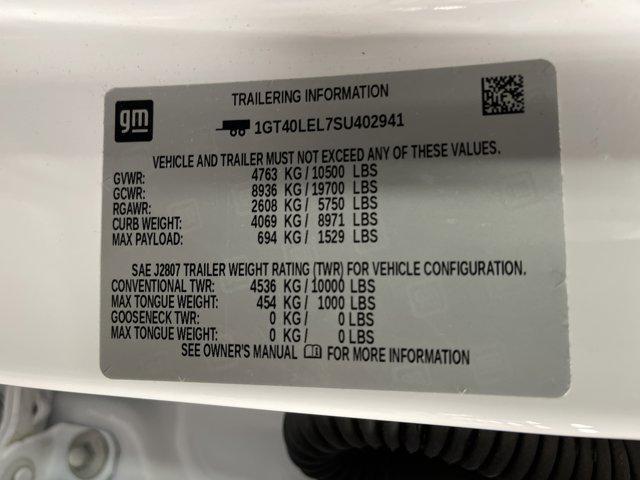 gm
TRAILERING INFORMATION
1GT40LEL7SU402941
VEHICLE AND TRAILER MUST NOT EXCEED ANY OF THESE VALUES.
GVWR: 4763 KG / 10500 LBS
GCWR: 8936 KG / 19700 LBS
RGAWR: 2608 KG / 5750 LBS
CURB WEIGHT: 4069 KG / 8971 LBS
MAX PAYLOAD: 694 KG / 1529 LBS
SAE J2807 TRAILER WEIGHT RATING (TWR) FOR VEHICLE CONFIGURATION.
CONVENTIONAL TWR: 4536 KG / 10000 LBS
MAX TONGUE WEIGHT: 454 KG / 1000 LBS
GOOSENECK TWR: 0 KG / 0 LBS
MAX TONGUE WEIGHT: 0 KG / 0 LBS
SEE OWNER'S MANUAL FOR MORE INFORMATION